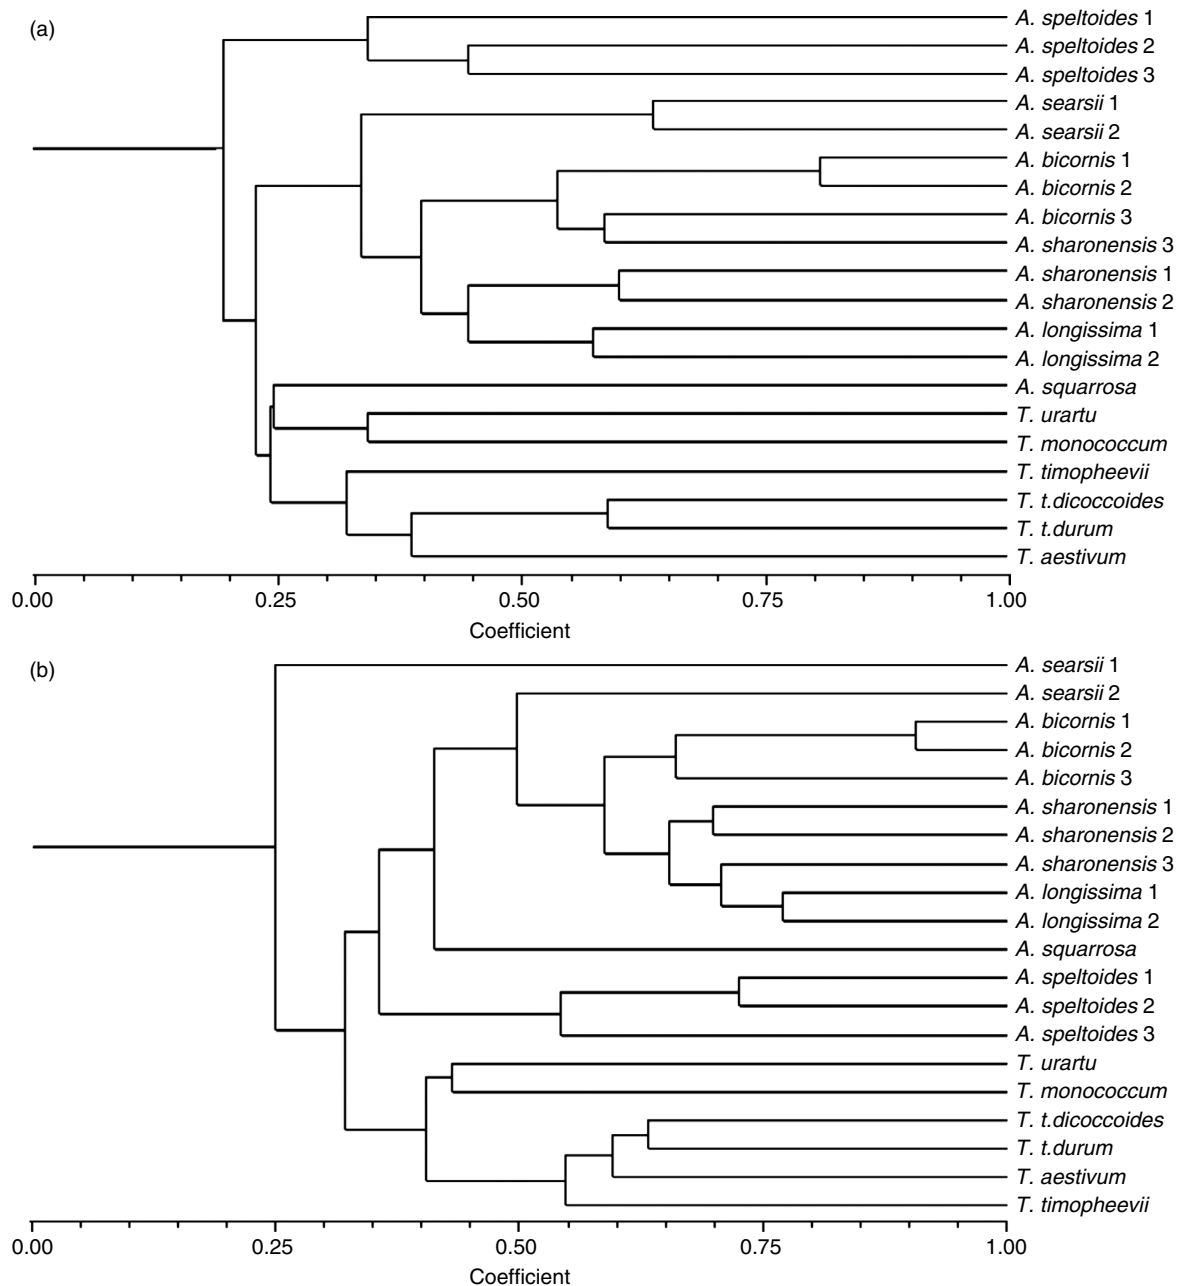 (a)
A. speltoides 1
A. speltoides 2
A. speltoides 3
A. searsii 1
A. searsii 2
A. bicornis 1
A. bicornis 2
A. bicornis 3
A. sharonensis 3
A. sharonensis 1
A. sharonensis 2
A. longissima 1
A. longissima 2
A. squarrosa
T. urartu
T. monococcum
T. timopheevii
T. t.dicoccoides
T. t.durum
T. aestivum
0.00 0.25 0.50 0.75 1.00
Coefficient
(b)
A. searsii 1
A. searsii 2
A. bicornis 1
A. bicornis 2
A. bicornis 3
A. sharonensis 1
A. sharonensis 2
A. sharonensis 3
A. longissima 1
A. longissima 2
A. squarrosa
A. speltoides 1
A. speltoides 2
A. speltoides 3
T. urartu
T. monococcum
T. t.dicoccoides
T. t.durum
T. aestivum
T. timopheevii
0.00 0.25 0.50 0.75 1.00
Coefficient